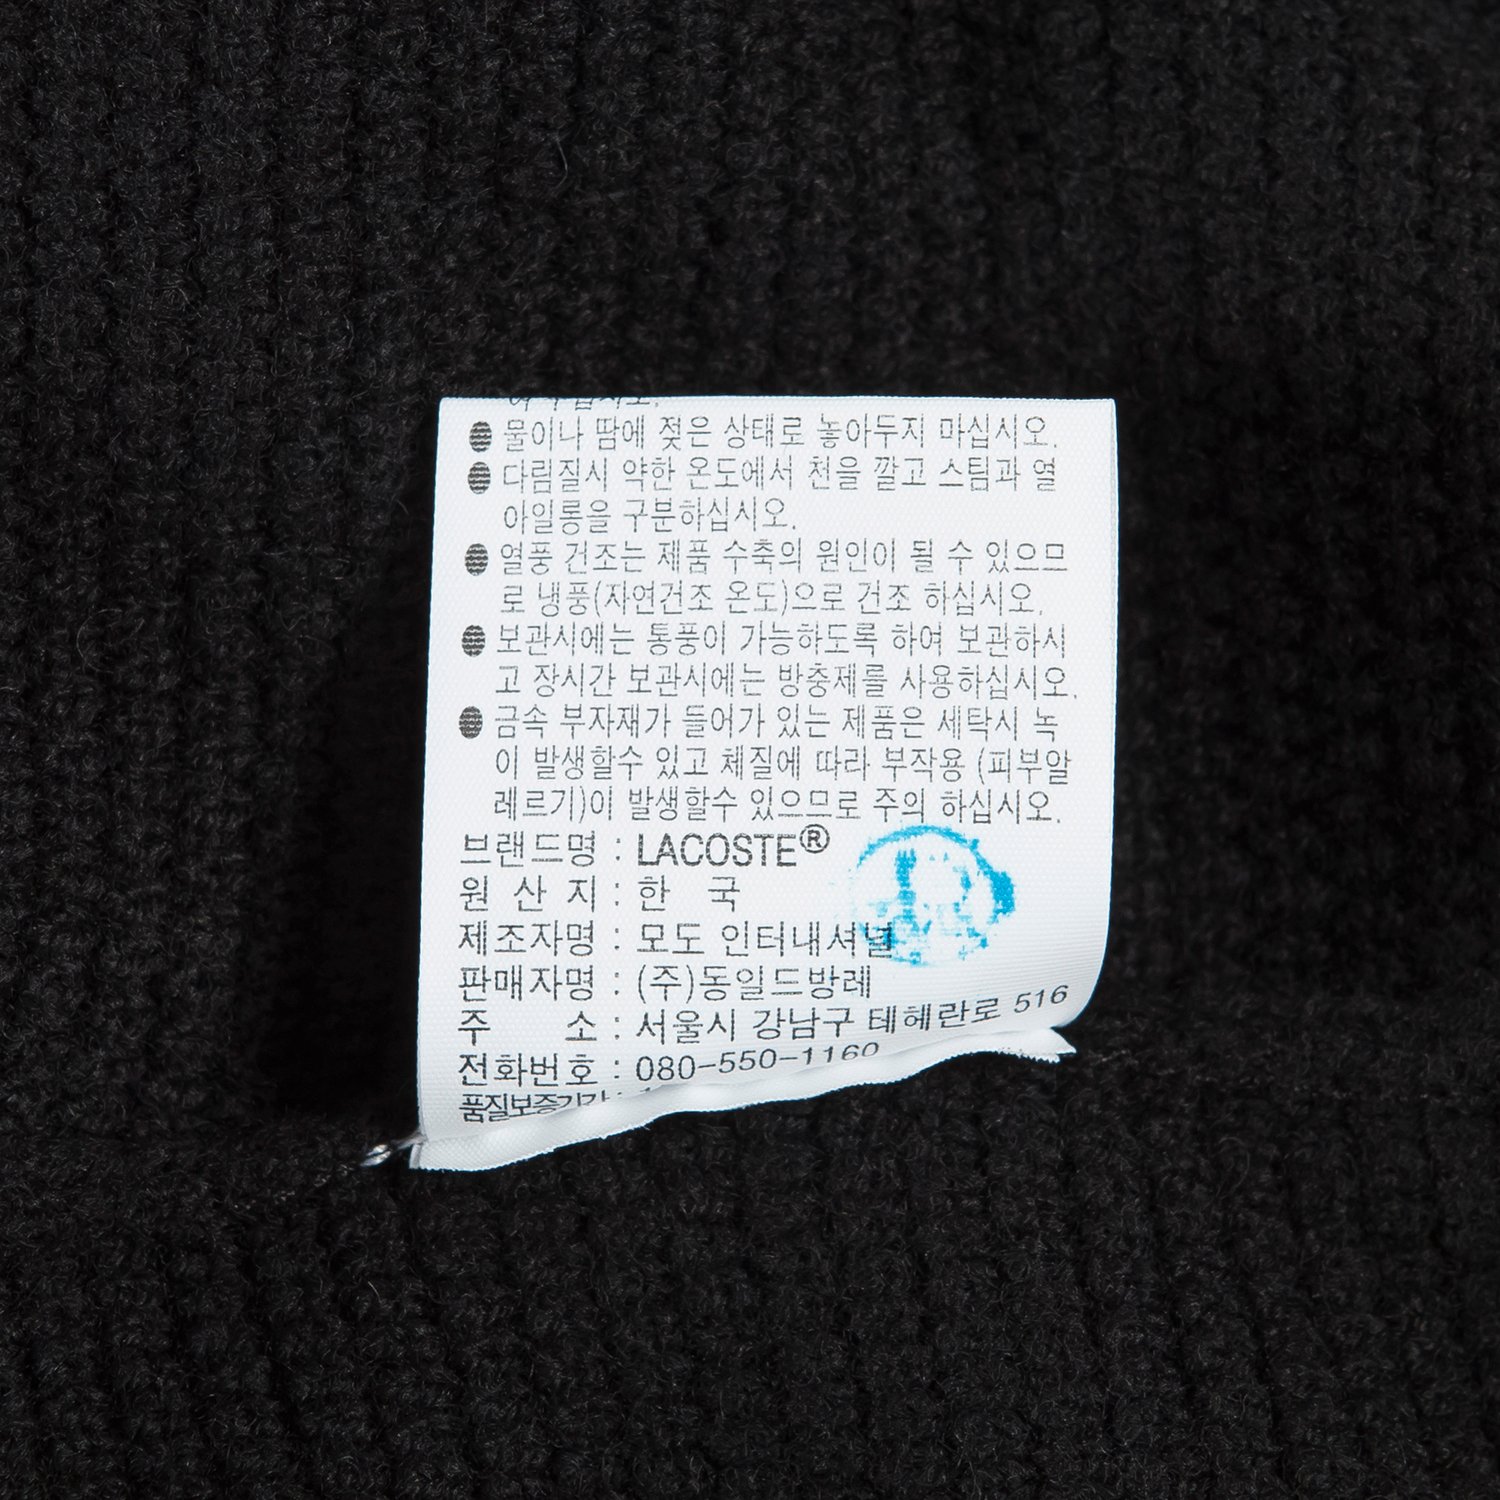 ● 물이나 땀에 젖은 상태로 놓아두지 마십시오.
● 다림질시 약한 온도에서 천을 깔고 스팀과 열
아일롱을 구분하십시오.
● 열풍 건조는 제품 수축의 원인이 될 수 있으므
로 냉풍(자연건조 온도)으로 건조 하십시오.
● 보관시에는 통풍이 가능하도록 하여 보관하시
고 장시간 보관시에는 방충제를 사용하십시오.
● 금속 부자재가 들어가 있는 제품은 세탁시 녹
이 발생할수 있고 체질에 따라 부작용 (피부알
레르기)이 발생할수 있으므로 주의 하십시오.
브랜드명 : LACOSTE®
원 산 지 : 한 국
제조자명 : 모도 인터내셔널
판매자명 : (주)동일드방레
주 소 : 서울시 강남구 테헤란로 516
전화번호 : 080-550-1160
품질보증기간 :